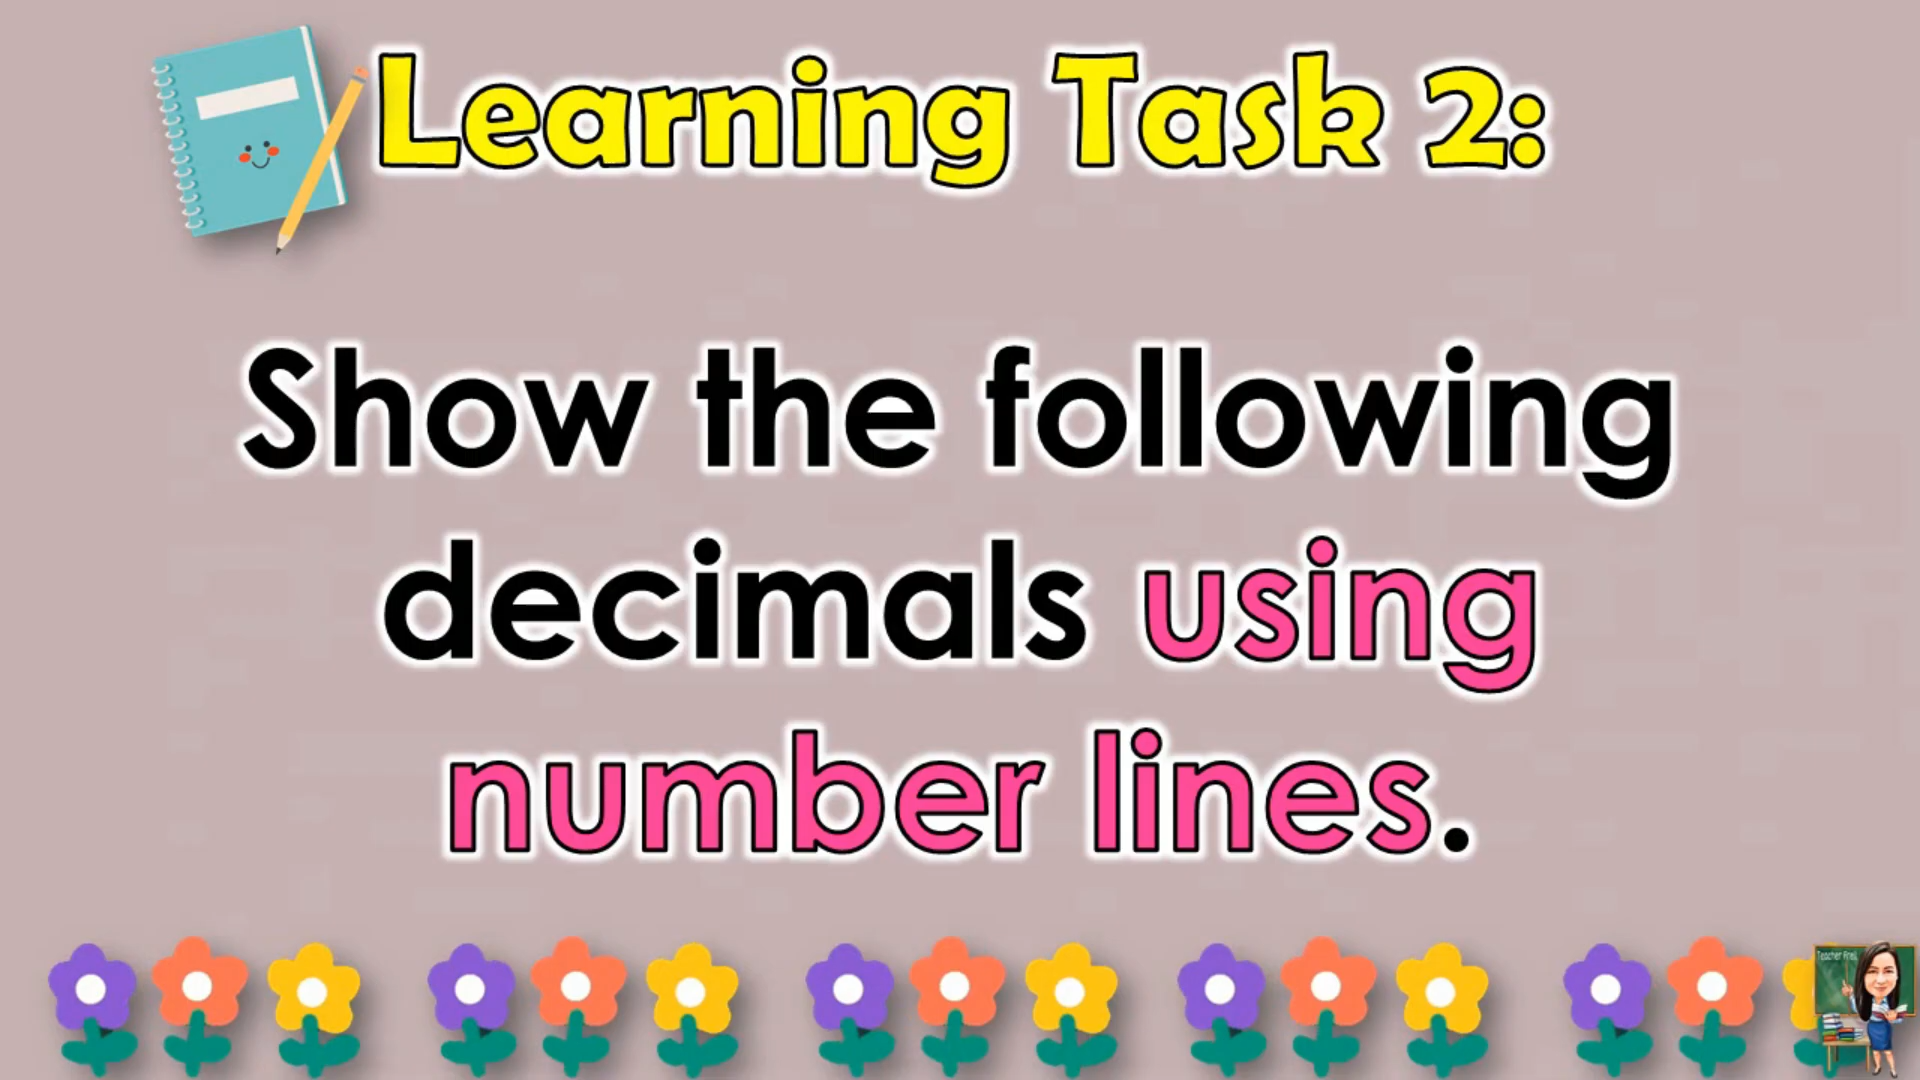 Learning Task 2:
Show the following
decimals using
number lines.